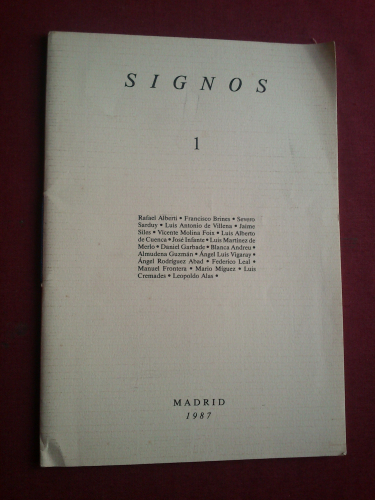 SIGNOS
1
Rafael Alberti • Francisco Brines • Severo
Sarduy • Luis Antonio de Villena • Jaime
Siles • Vicente Molina Foix • Luis Alberto
de Cuenca • José Infante • Luis Martínez de
Merlo • Daniel Garbade • Blanca Andreu •
Almudena Guzmán • Ángel Luis Vigaray •
Ángel Rodríguez Abad • Federico Leal •
Manuel Frontera • Mario Míguez • Luis
Cremades • Leopoldo Alas •
MADRID
1987